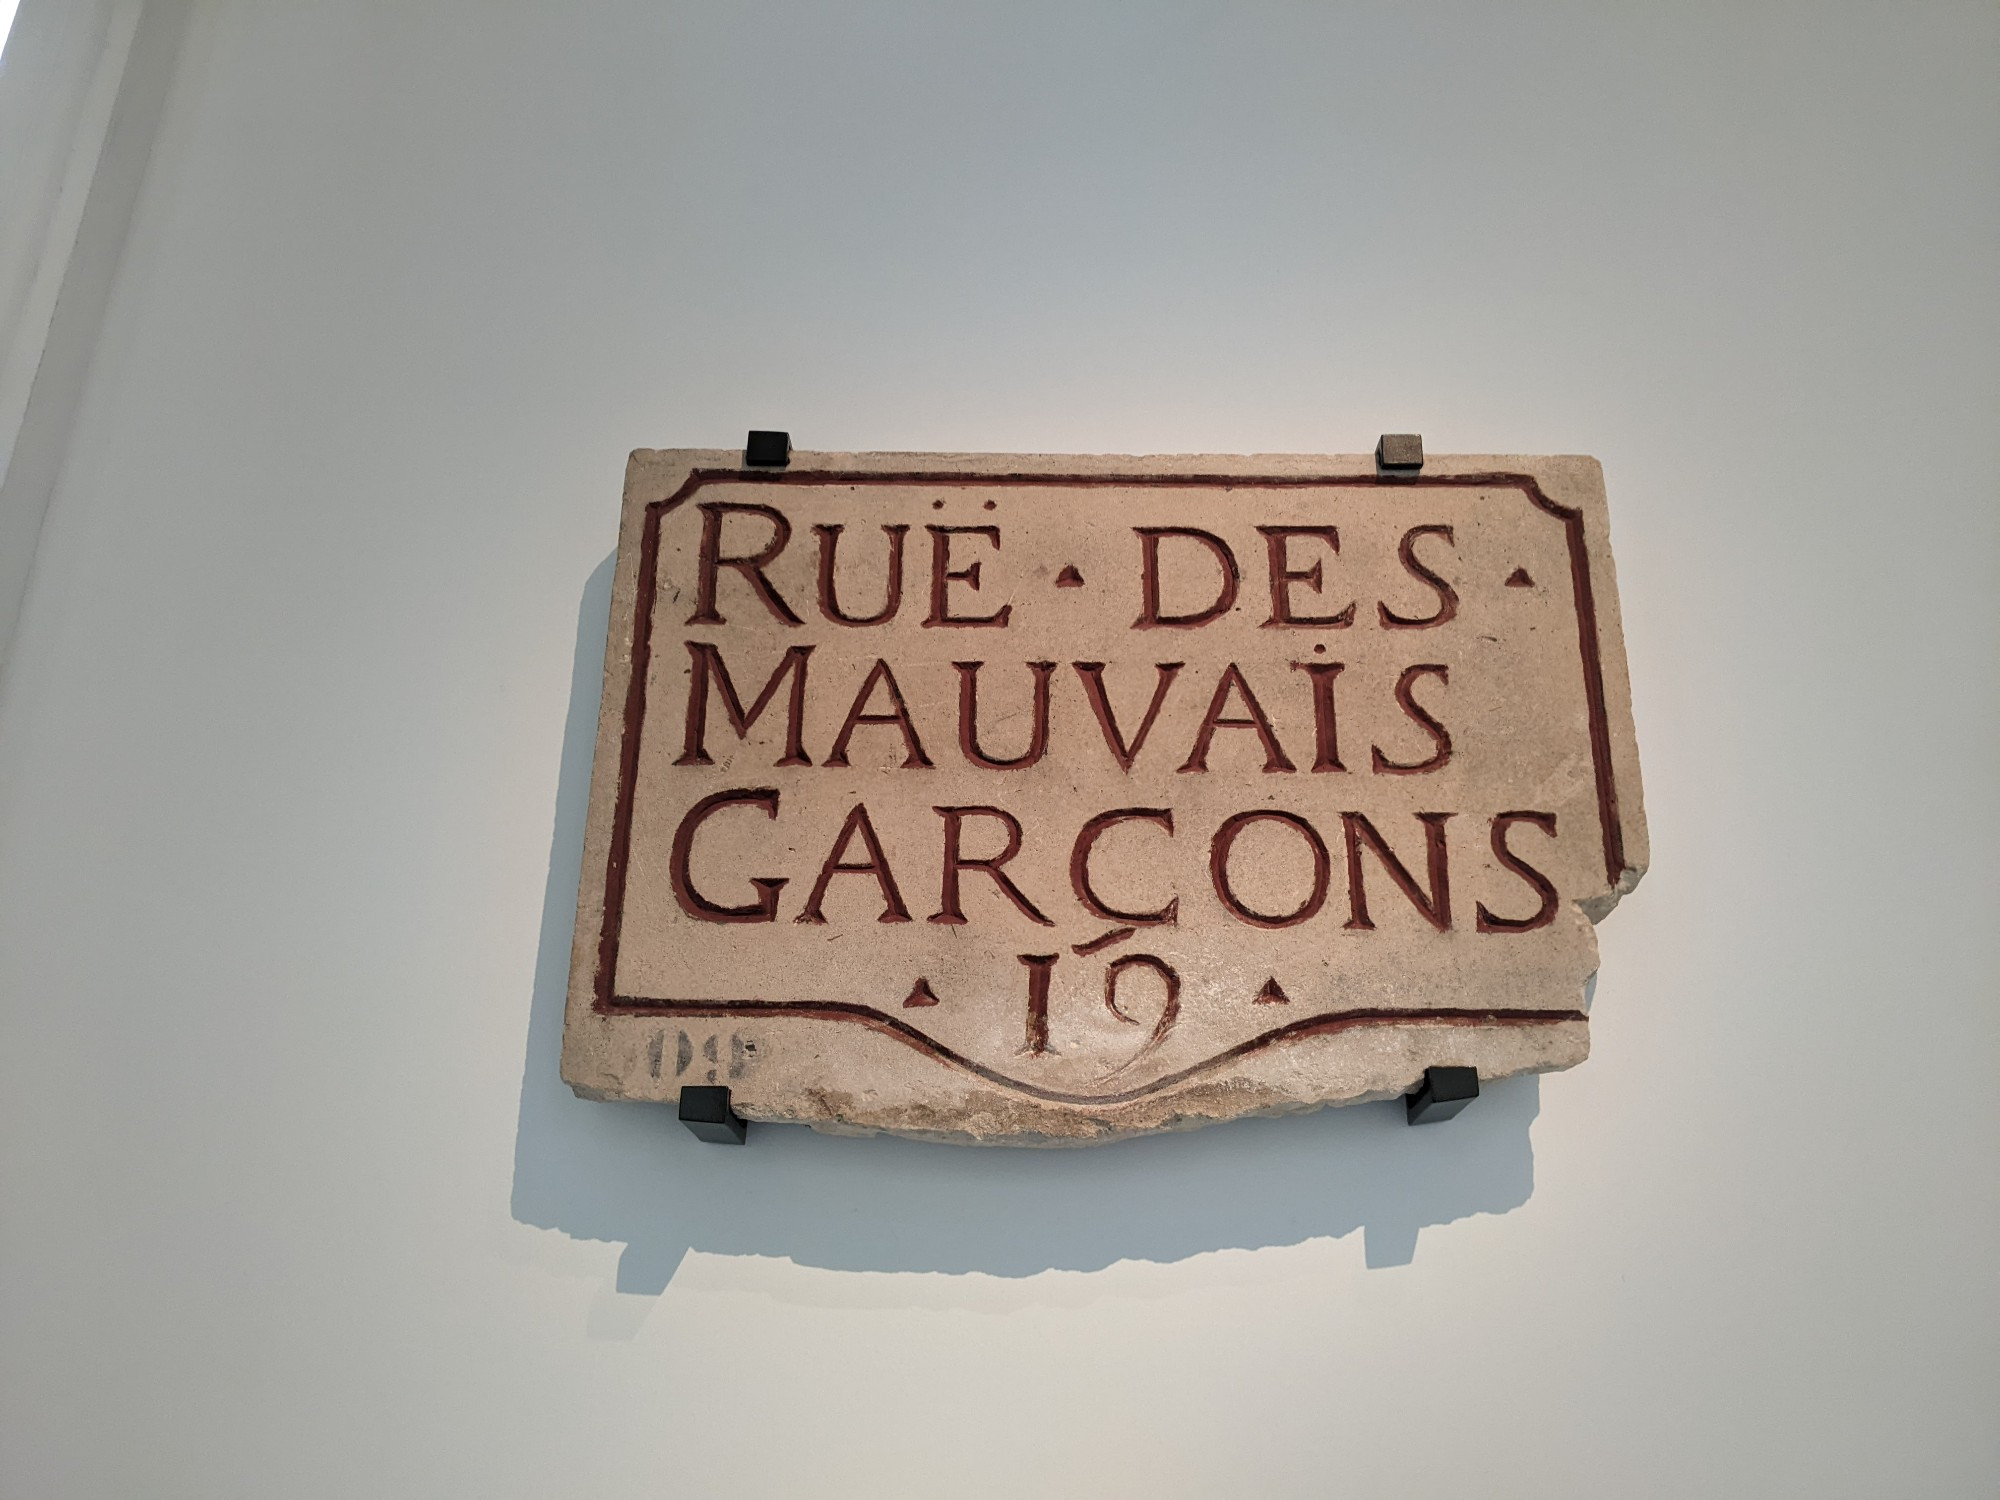 RUË · DES ·
MAUVAIS
GARÇONS
· 19 ·